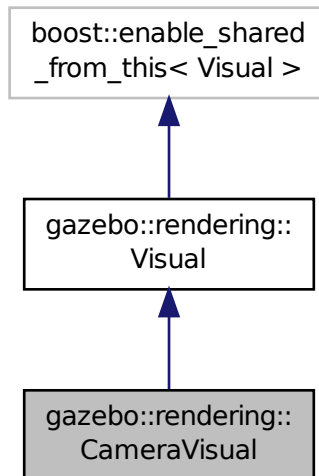 boost::enable_shared
_from_this< Visual >
gazebo::rendering::
Visual
gazebo::rendering::
CameraVisual